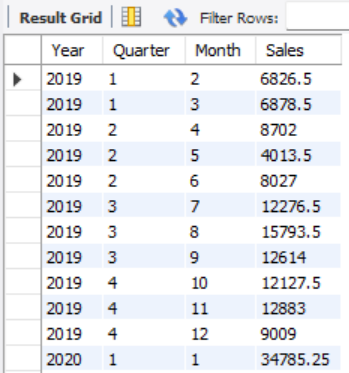 Result Grid Filter Rows:
Year Quarter Month Sales
2019 1 2 6826.5
2019 1 3 6878.5
2019 2 4 8702
2019 2 5 4013.5
2019 2 6 8027
2019 3 7 12276.5
2019 3 8 15793.5
2019 3 9 12614
2019 4 10 12127.5
2019 4 11 12883
2019 4 12 9009
2020 1 1 34785.25